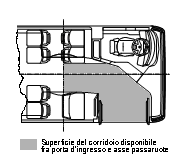 Superficie del corridoio disponibile
fra porta d'ingresso e asse passaruote